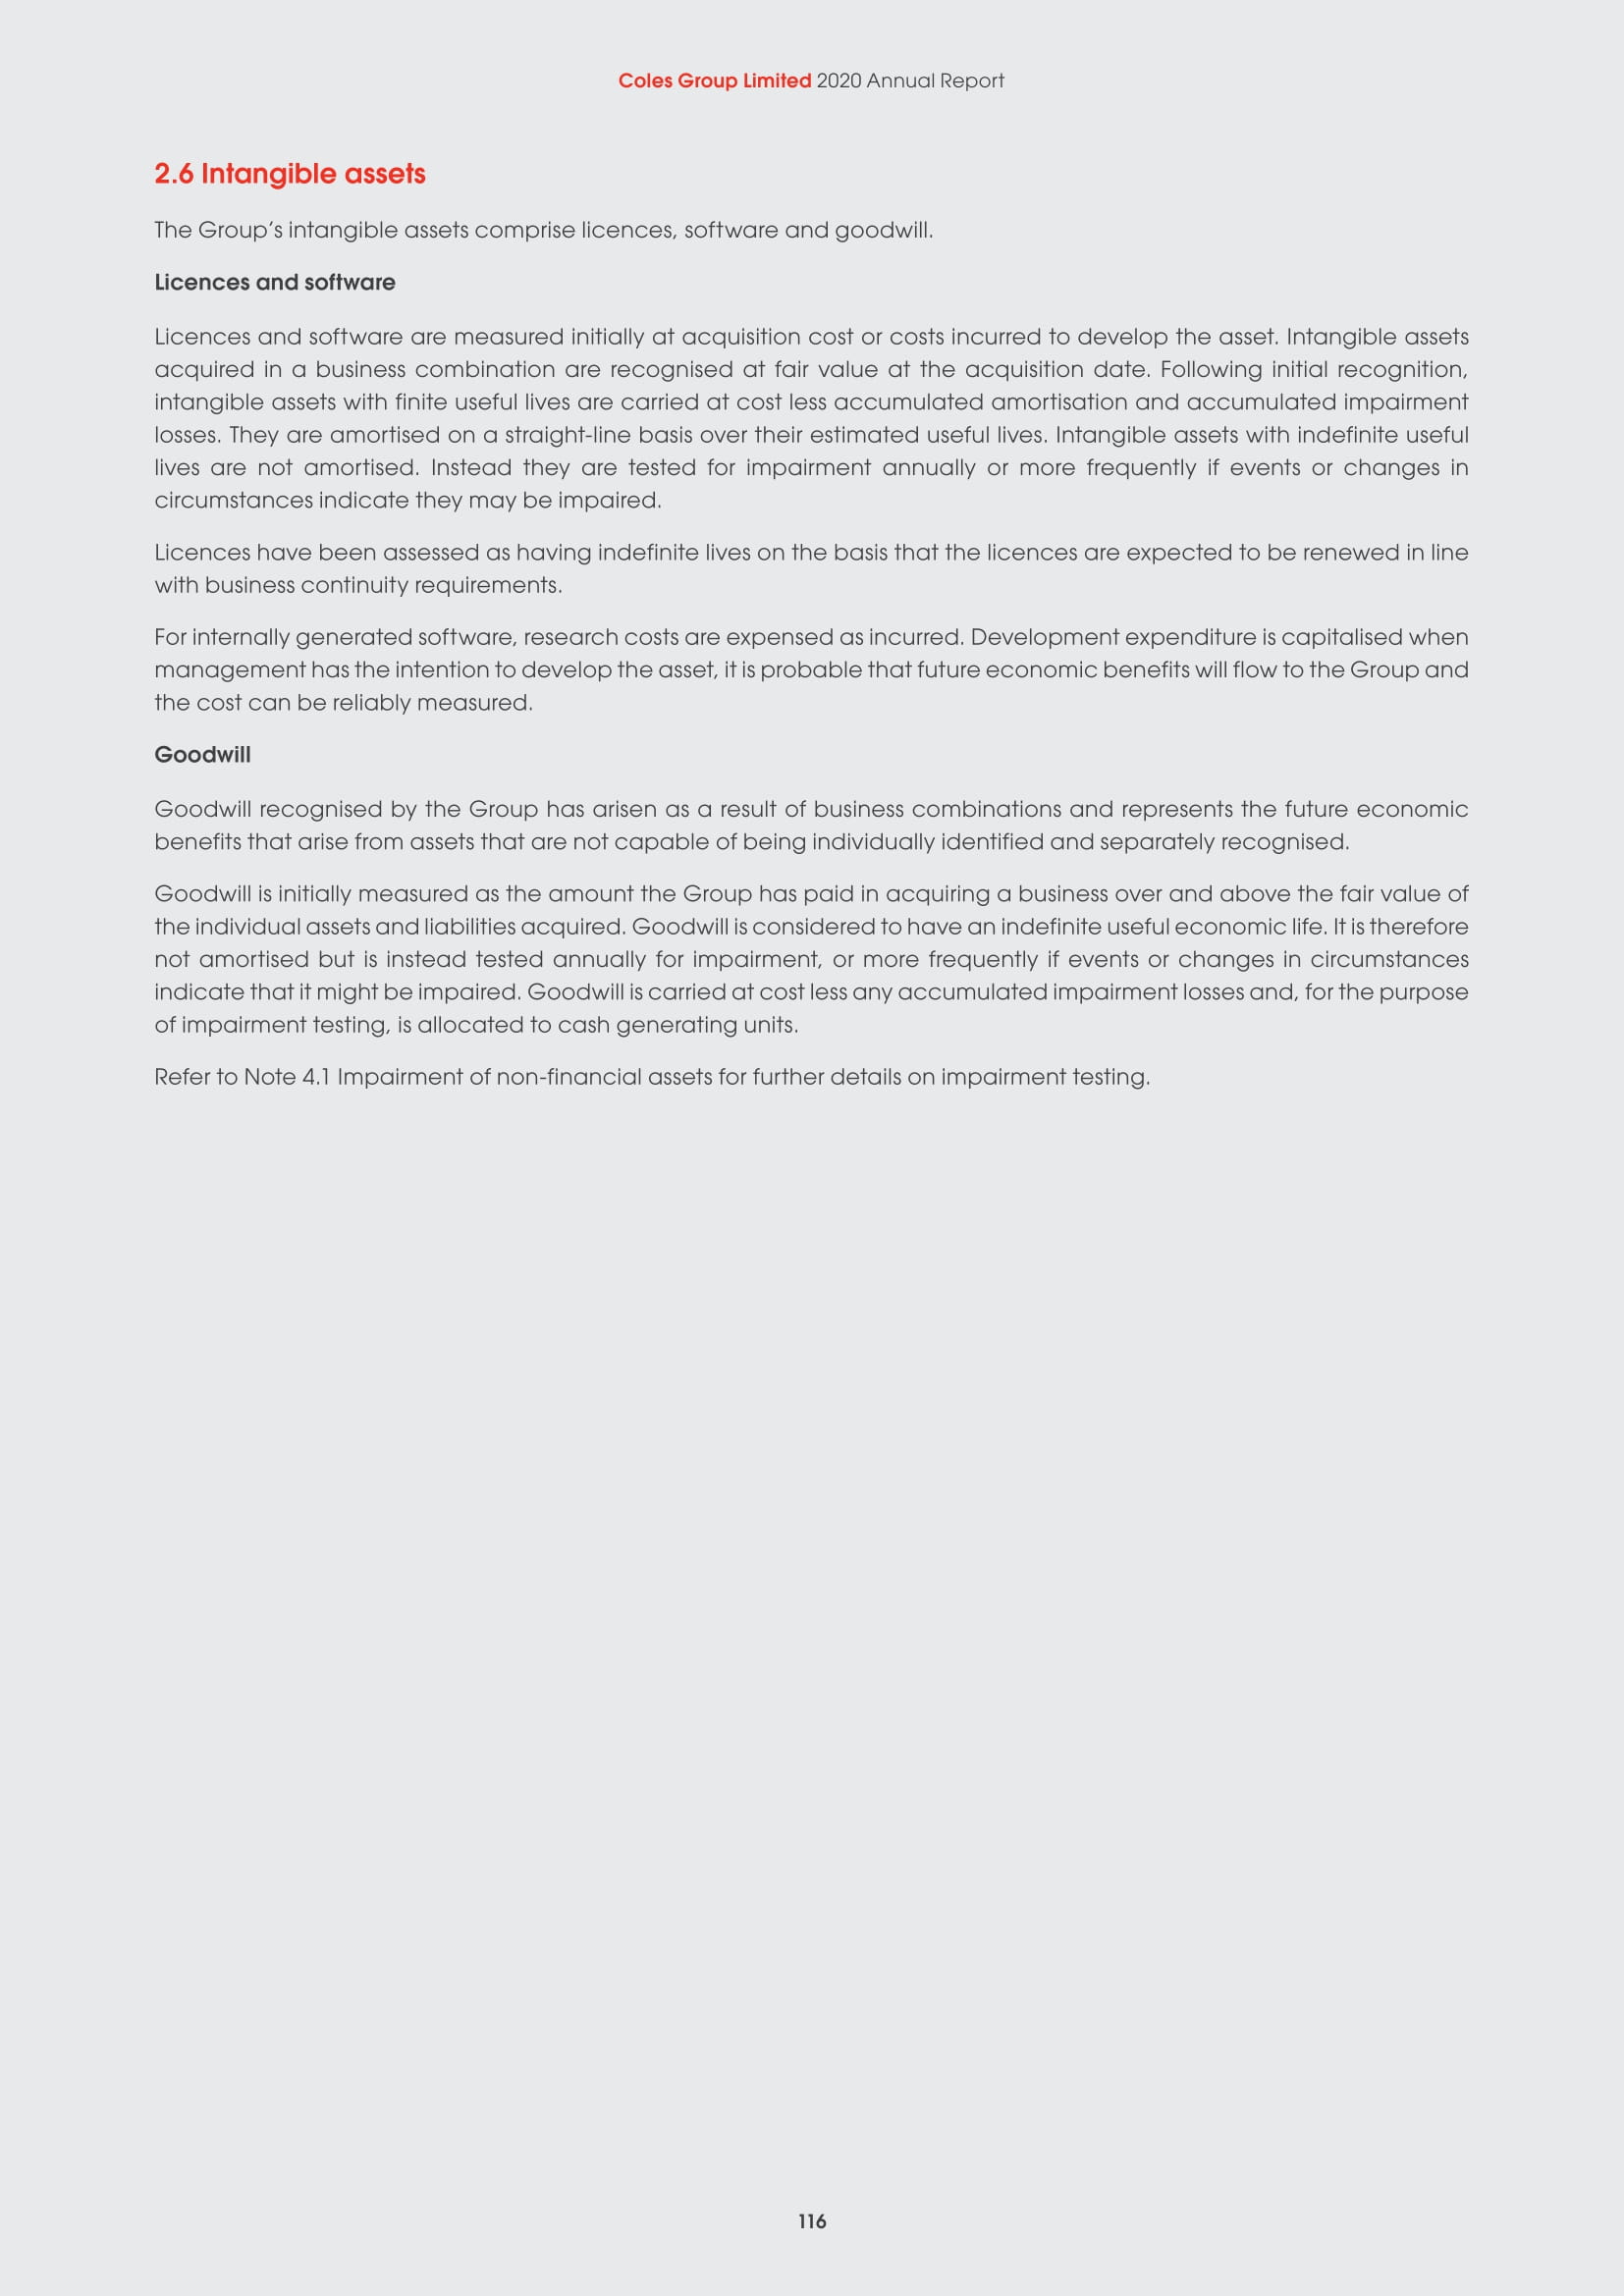 Coles Group Limited 2020 Annual Report
2.6 Intangible assets
The Group’s intangible assets comprise licences, software and goodwill.
Licences and software
Licences and software are measured initially at acquisition cost or costs incurred to develop the asset. Intangible assets
acquired in a business combination are recognised at fair value at the acquisition date. Following initial recognition,
intangible assets with finite useful lives are carried at cost less accumulated amortisation and accumulated impairment
losses. They are amortised on a straight-line basis over their estimated useful lives. Intangible assets with indefinite useful
lives are not amortised. Instead they are tested for impairment annually or more frequently if events or changes in
circumstances indicate they may be impaired.
Licences have been assessed as having indefinite lives on the basis that the licences are expected to be renewed in line
with business continuity requirements.
For internally generated software, research costs are expensed as incurred. Development expenditure is capitalised when
management has the intention to develop the asset, it is probable that future economic benefits will flow to the Group and
the cost can be reliably measured.
Goodwill
Goodwill recognised by the Group has arisen as a result of business combinations and represents the future economic
benefits that arise from assets that are not capable of being individually identified and separately recognised.
Goodwill is initially measured as the amount the Group has paid in acquiring a business over and above the fair value of
the individual assets and liabilities acquired. Goodwill is considered to have an indefinite useful economic life. It is therefore
not amortised but is instead tested annually for impairment, or more frequently if events or changes in circumstances
indicate that it might be impaired. Goodwill is carried at cost less any accumulated impairment losses and, for the purpose
of impairment testing, is allocated to cash generating units.
Refer to Note 4.1 Impairment of non-financial assets for further details on impairment testing.
116